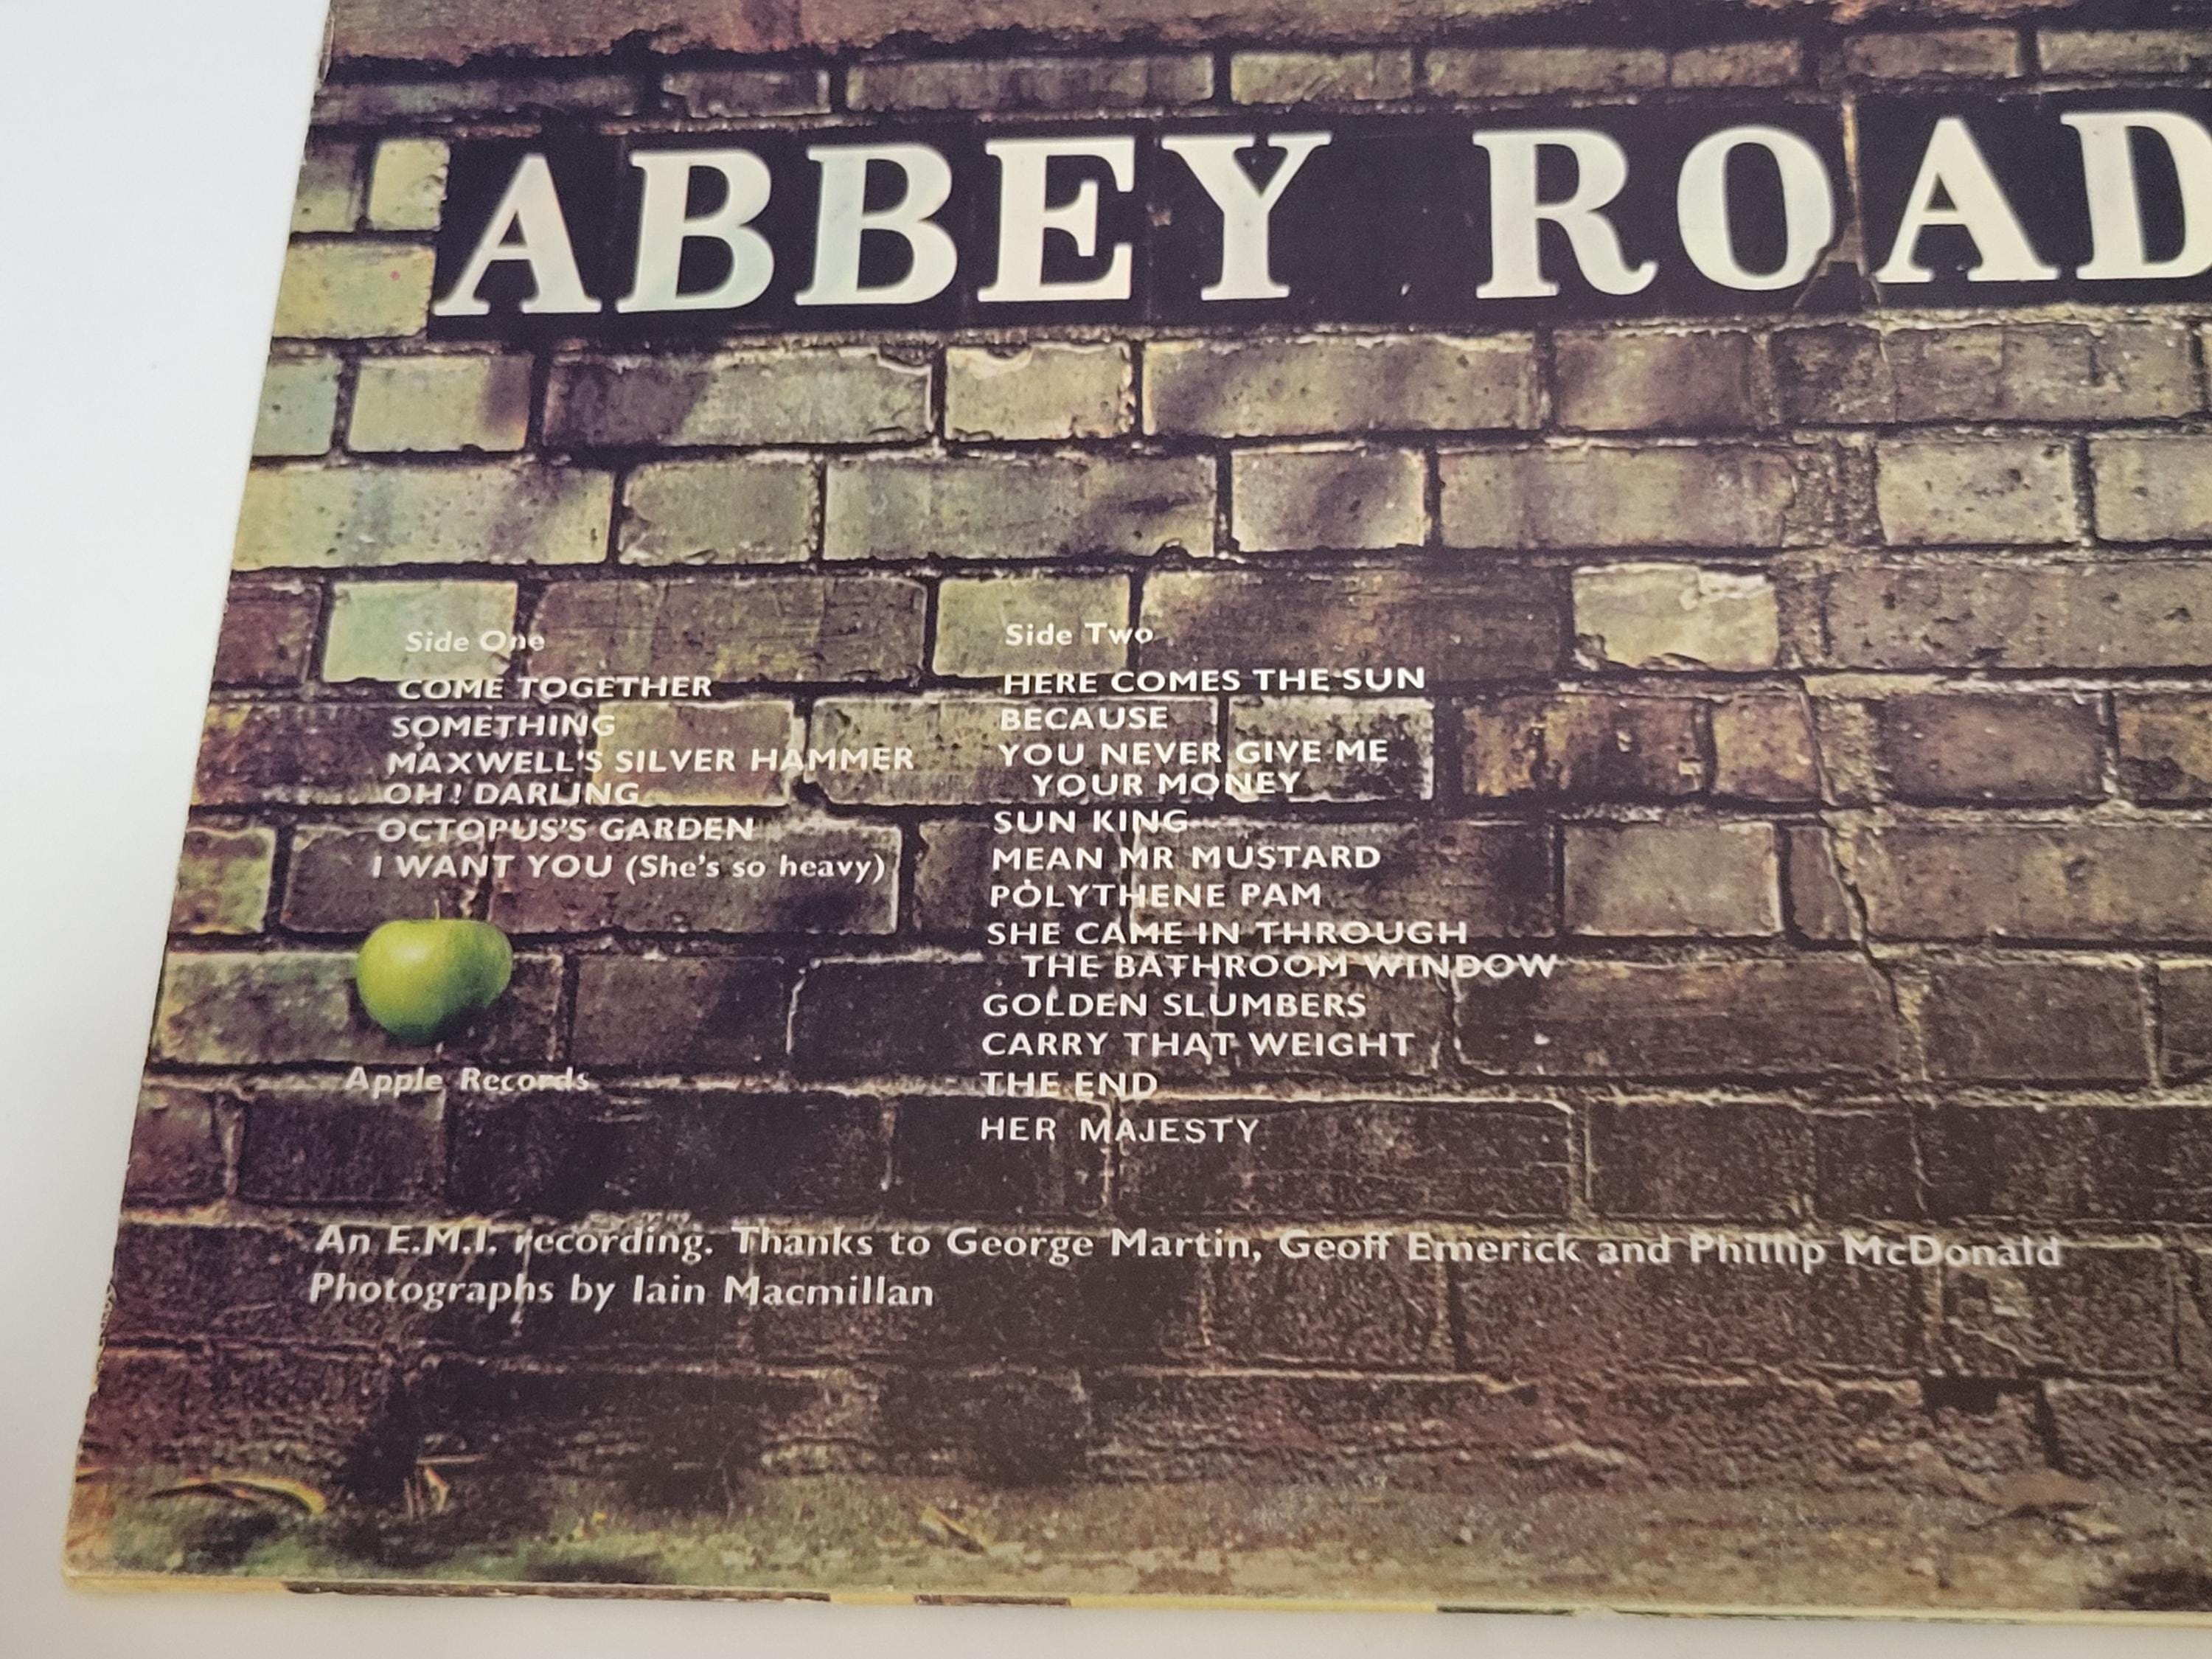 ABBEY ROAD
Side One
COME TOGETHER
SOMETHING
MAXWELL'S SILVER HAMMER
OH! DARLING
OCTOPUS'S GARDEN
I WANT YOU (She's so heavy)
Apple Records
Side Two
HERE COMES THE SUN
BECAUSE
YOU NEVER GIVE ME
YOUR MONEY
SUN KING
MEAN MR MUSTARD
POLYTHENE PAM
SHE CAME IN THROUGH
THE BATHROOM WINDOW
GOLDEN SLUMBERS
CARRY THAT WEIGHT
THE END
HER MAJESTY
An E.M.I. recording. Thanks to George Martin, Geoff Emerick and Phillip McDonald
Photographs by Iain Macmillan